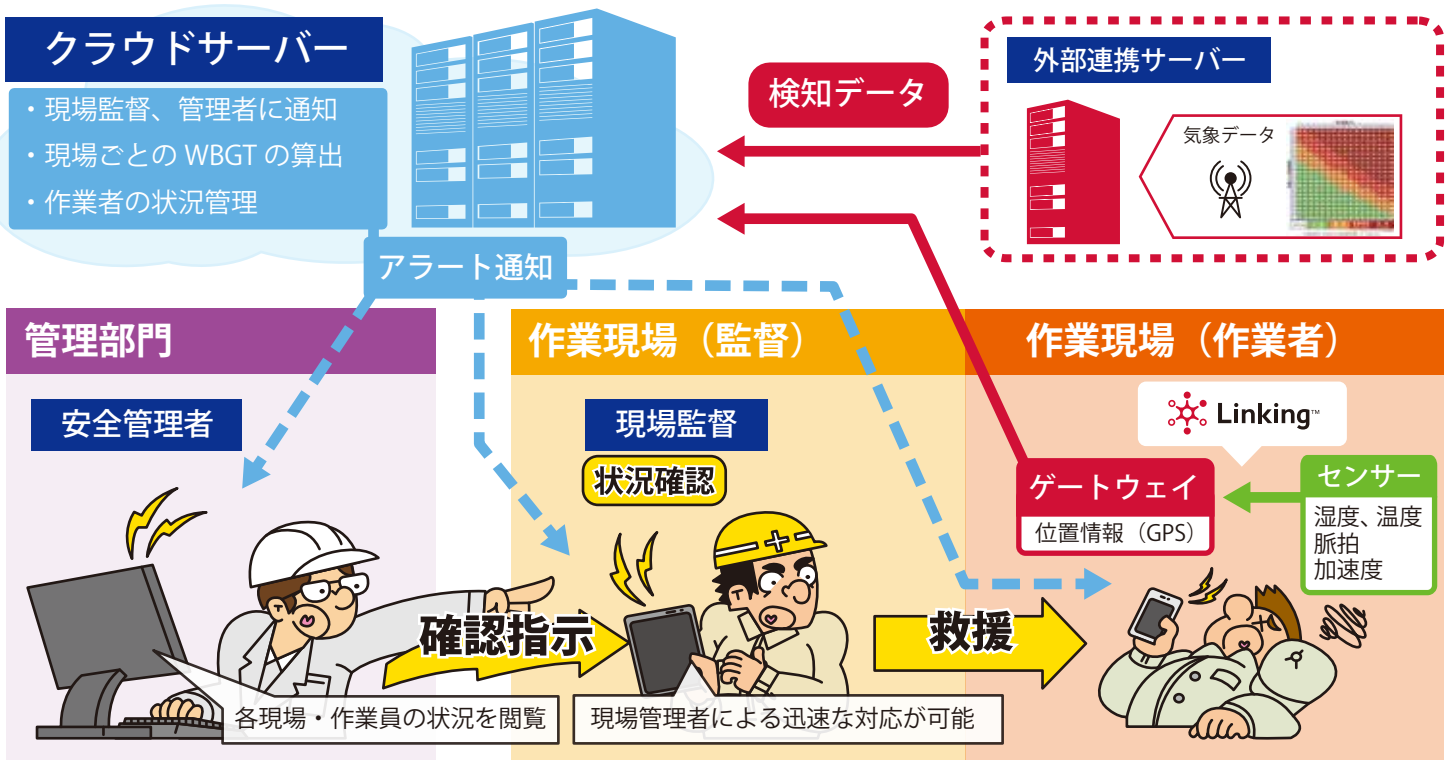 クラウドサーバー
・現場監督、管理者に通知
・現場ごとの WBGT の算出
・作業者の状況管理
検知データ
外部連携サーバー
気象データ
アラート通知
管理部門
安全管理者
各現場・作業員の状況を閲覧
確認指示
作業現場（監督）
現場監督
状況確認
現場管理者による迅速な対応が可能
救援
作業現場（作業者）
Linking™
ゲートウェイ
位置情報（GPS）
センサー
湿度、温度
脈拍
加速度